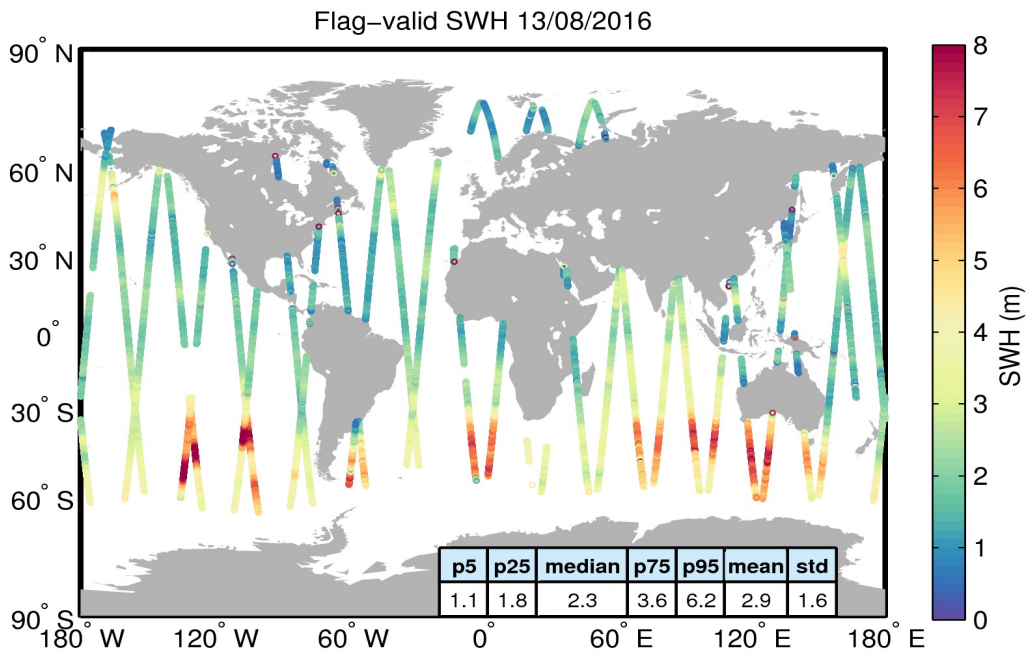 Flag−valid SWH 13/08/2016
90° N
60° N
30° N
0°
30° S
60° S
90° S
180° W
120° W
60° W
0°
60° E
120° E
180° E
p5 p25 median p75 p95 mean std
1.1 1.8 2.3 3.6 6.2 2.9 1.6
8
7
6
5
4
3
2
1
0
SWH (m)